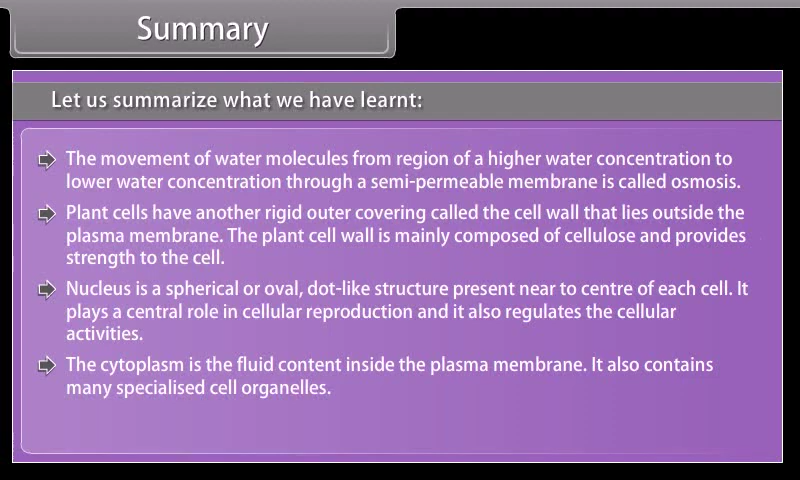 Summary
Let us summarize what we have learnt:
The movement of water molecules from region of a higher water concentration to
lower water concentration through a semi-permeable membrane is called osmosis.
Plant cells have another rigid outer covering called the cell wall that lies outside the
plasma membrane. The plant cell wall is mainly composed of cellulose and provides
strength to the cell.
Nucleus is a spherical or oval, dot-like structure present near to centre of each cell. It
plays a central role in cellular reproduction and it also regulates the cellular
activities.
The cytoplasm is the fluid content inside the plasma membrane. It also contains
many specialised cell organelles.